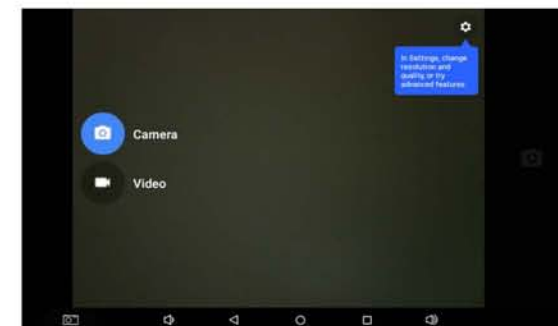 In Settings, change
resolution and
quality, or try
advanced features.
Camera
Video